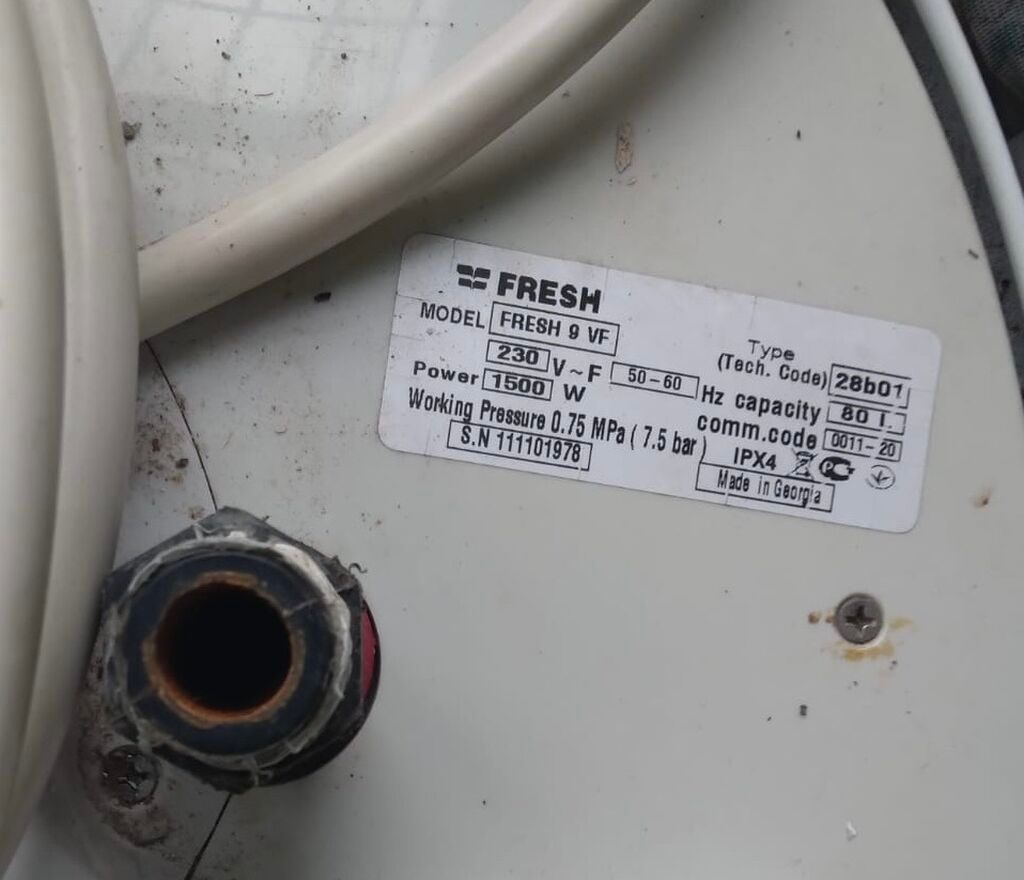 FRESH
MODEL FRESH 9 VF
230 V~F 50-60 Hz
Power 1500 W
Working Pressure 0.75 MPa ( 7.5 bar )
S.N 111101978
Type
(Tech. Code) 28b01
capacity 80 l.
comm.code 0011-20
IPX4
Made in Georgia